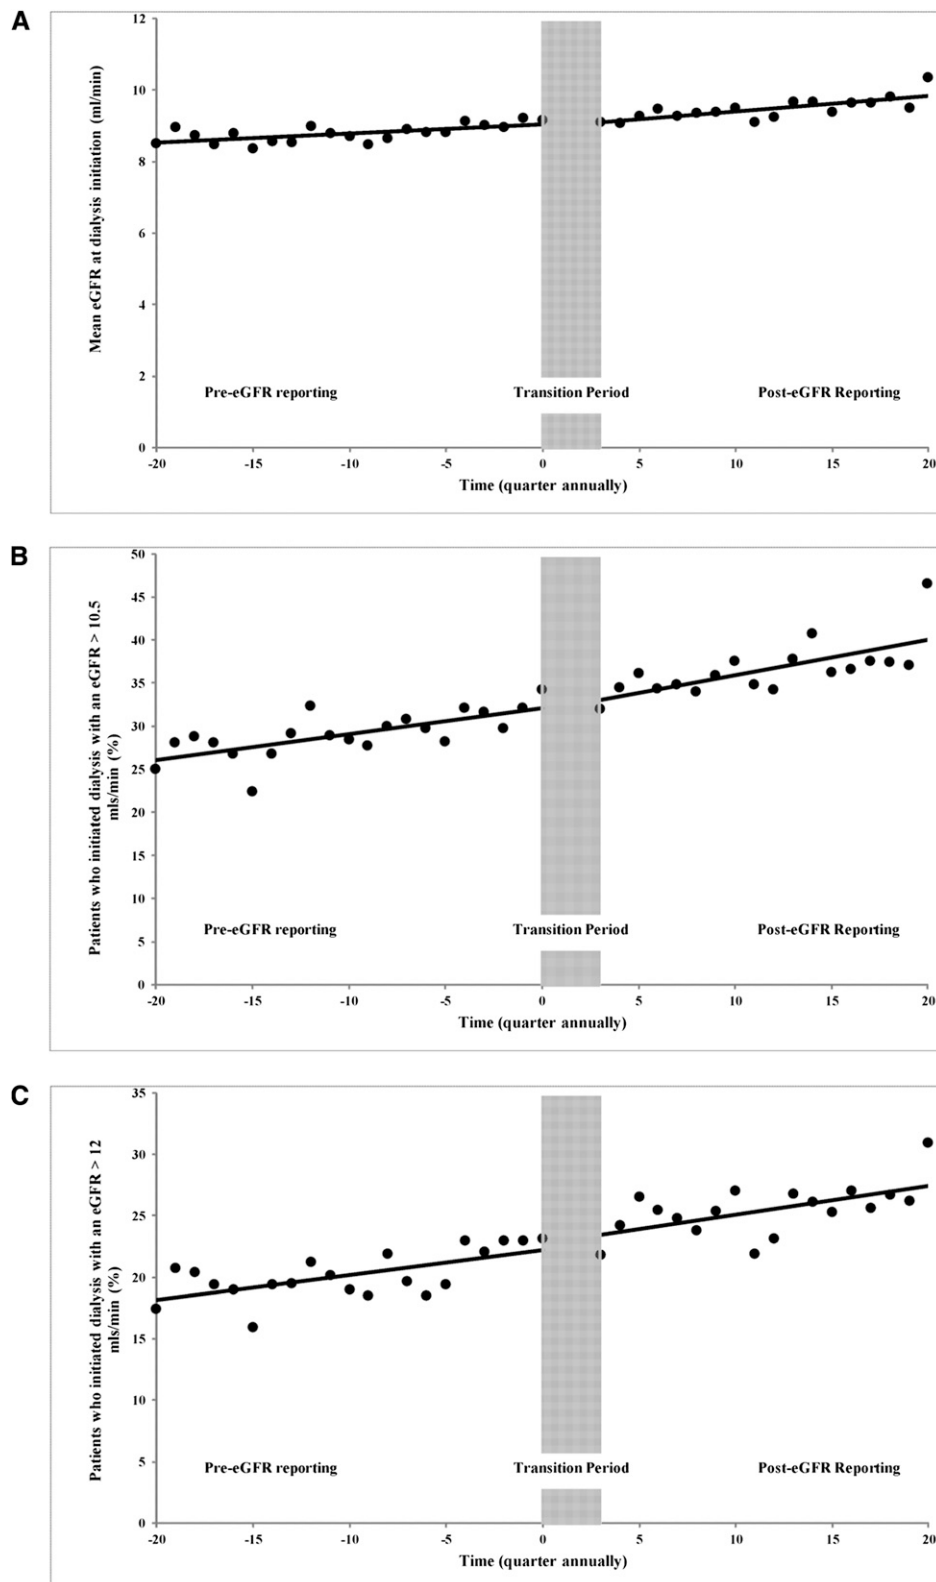 A
Mean eGFR at dialysis initiation (ml/min)
12
10
8
6
4
2
0
Pre-eGFR reporting
Transition Period
Post-eGFR Reporting
-20
-15
-10
-5
0
5
10
15
20
Time (quarter annually)
B
Patients who initiated dialysis with an eGFR > 10.5
mls/min (%)
50
45
40
35
30
25
20
15
10
5
0
Pre-eGFR reporting
Transition Period
Post-eGFR Reporting
-20
-15
-10
-5
0
5
10
15
20
Time (quarter annually)
C
Patients who initiated dialysis with an eGFR > 12
mls/min (%)
35
30
25
20
15
10
5
0
Pre-eGFR reporting
Transition Period
Post-eGFR Reporting
-20
-15
-10
-5
0
5
10
15
20
Time (quarter annually)